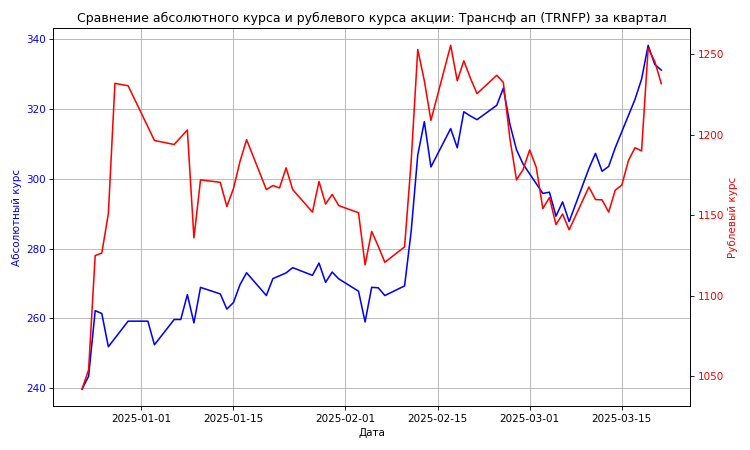 Сравнение абсолютного курса и рублевого курса акции: Транснф ап (TRNFP) за квартал
340
320
300
280
260
240
Абсолютный курс
1250
1200
1150
1100
1050
Рублевый курс
2025-01-01 2025-01-15 2025-02-01 2025-02-15 2025-03-01 2025-03-15
Дата